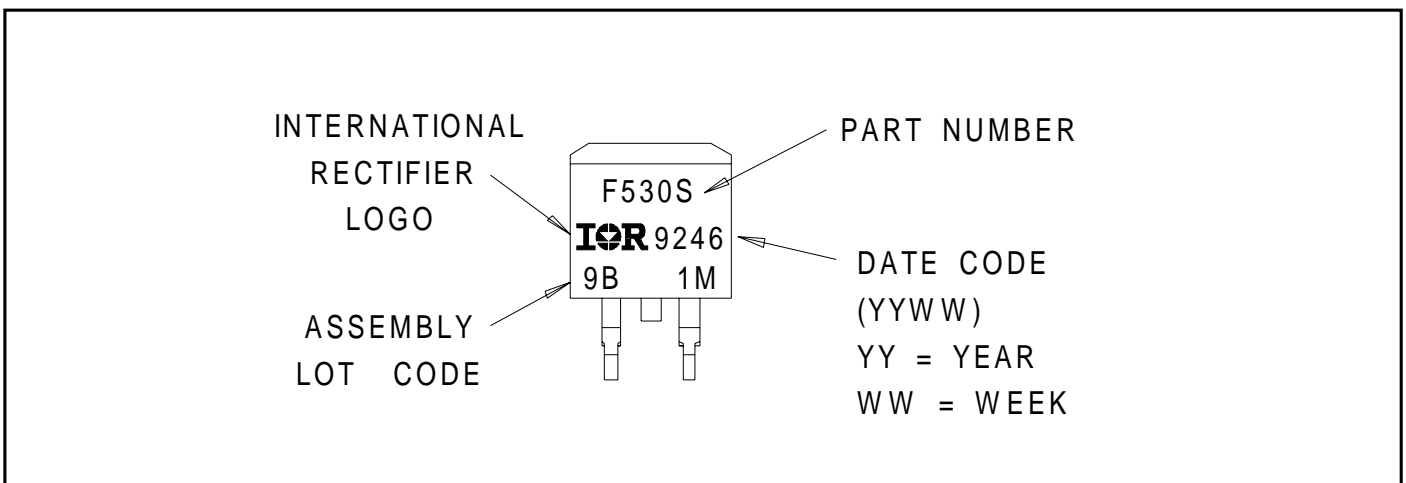 INTERNATIONAL
RECTIFIER
LOGO
ASSEMBLY
LOT CODE
F530S
IOR 9246
9B 1M
PART NUMBER
DATE CODE
(YYWW)
YY = YEAR
WW = WEEK